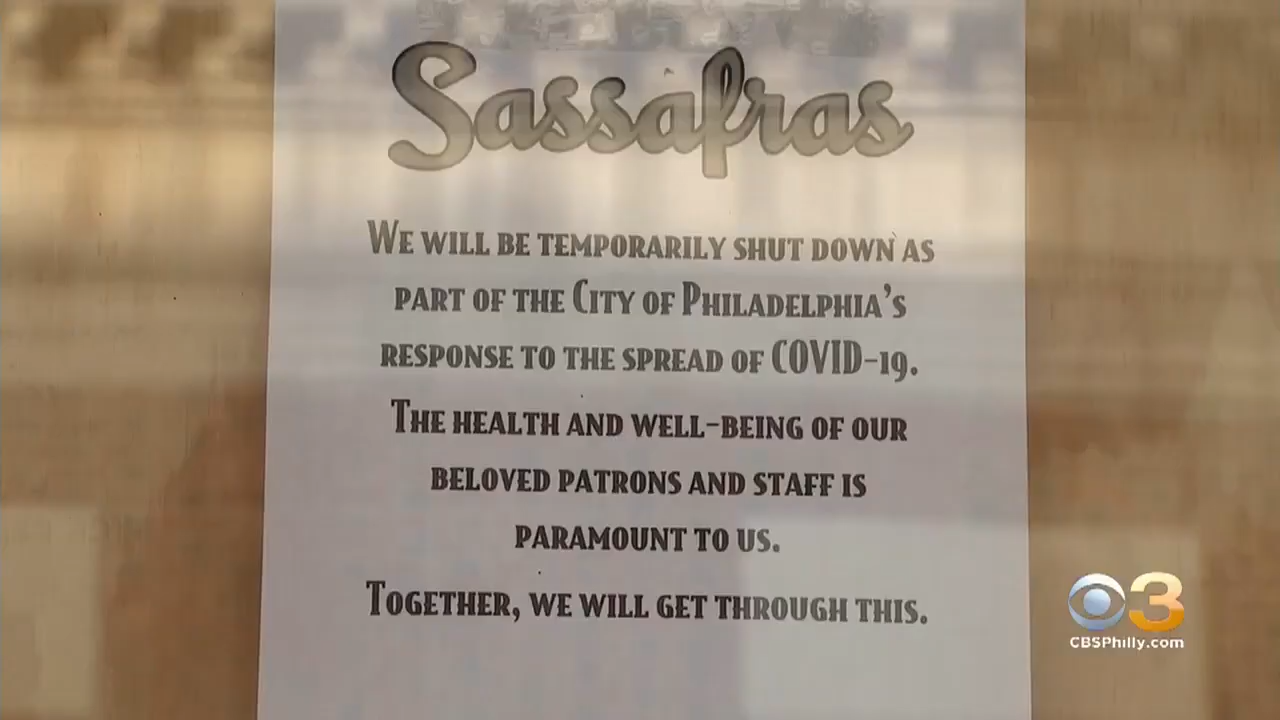 Sassafras
WE WILL BE TEMPORARILY SHUT DOWN AS
PART OF THE CITY OF PHILADELPHIA'S
RESPONSE TO THE SPREAD OF COVID-19.
THE HEALTH AND WELL-BEING OF OUR
BELOVED PATRONS AND STAFF IS
PARAMOUNT TO US.
TOGETHER, WE WILL GET THROUGH THIS.
3
CBSPhilly.com